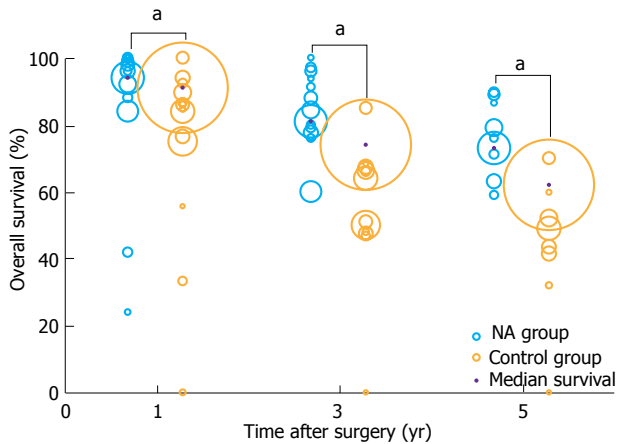 a
a
a
100
80
60
40
20
0
Overall survival (%)
NA group
Control group
Median survival
0
1
3
5
Time after surgery (yr)